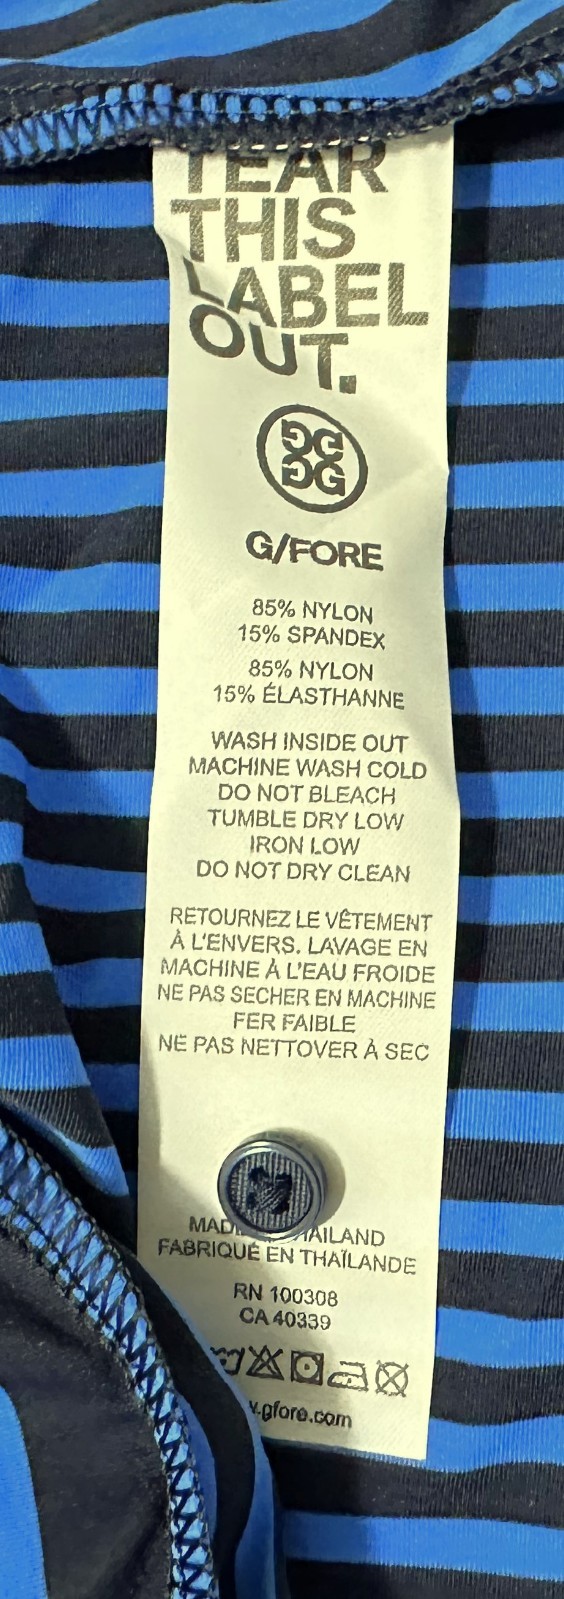 TEAR
THIS
LABEL
OUT.
G/FORE
85% NYLON
15% SPANDEX
85% NYLON
15% ÉLASTHANNE
WASH INSIDE OUT
MACHINE WASH COLD
DO NOT BLEACH
TUMBLE DRY LOW
IRON LOW
DO NOT DRY CLEAN
RETOURNEZ LE VÊTEMENT
À L'ENVERS. LAVAGE EN
MACHINE À L'EAU FROIDE
NE PAS SECHER EN MACHINE
FER FAIBLE
NE PAS NETTOVER À SEC
MADE THAILAND
FABRIQUÉ EN THAÏLANDE
RN 100308
CA 40339
.gfore.com